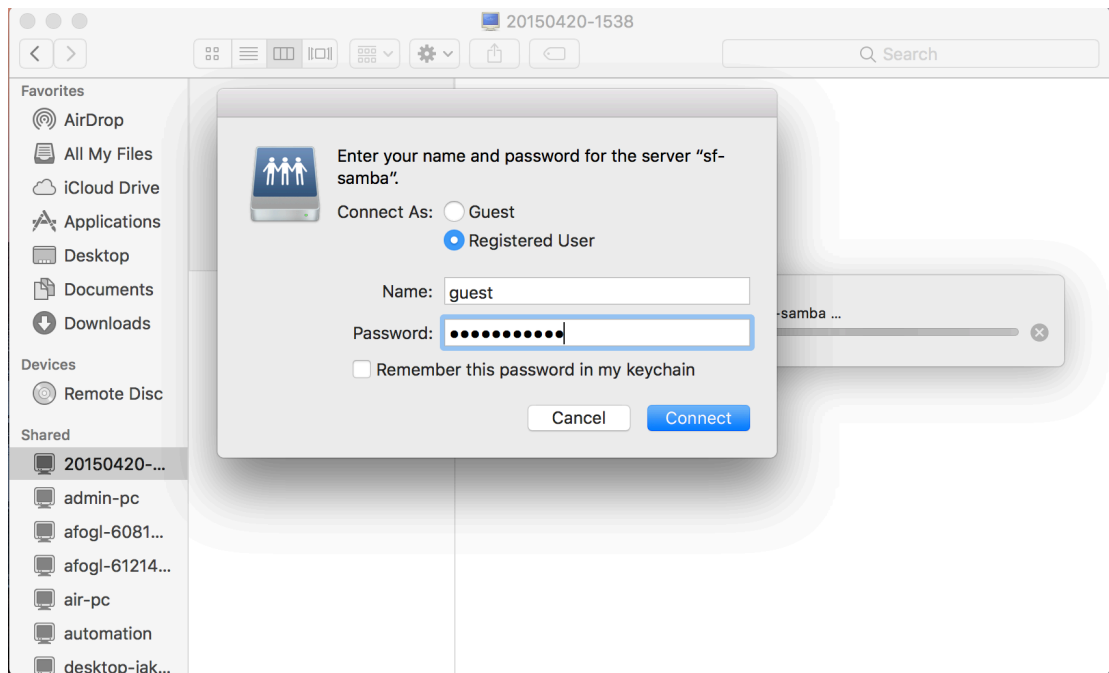 20150420-1538
Search
Favorites
AirDrop
All My Files
iCloud Drive
Applications
Desktop
Documents
Downloads
Devices
Remote Disc
Shared
20150420-...
admin-pc
afogl-6081...
afogl-61214...
air-pc
automation
desktop-iak...
Enter your name and password for the server “sf-
samba”.
Connect As: Guest
Registered User
Name: guest
Password: ●●●●●●●●●●●
Remember this password in my keychain
Cancel Connect
-samba ...